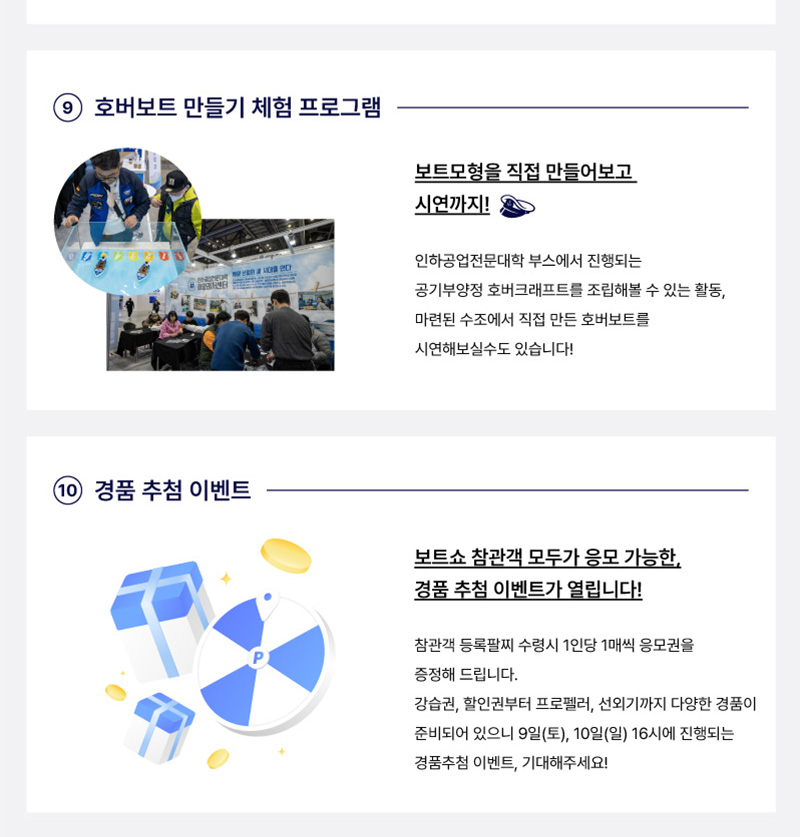 9 호버보트 만들기 체험 프로그램
보트모형을 직접 만들어보고
시연까지!
인하공업전문대학
인하공업전문대학 부스에서 진행되는
공기부양정 호버크래프트를 조립해볼 수 있는 활동,
마련된 수조에서 직접 만든 호버보트를
시연해보실수도 있습니다!
10 경품 추첨 이벤트
보트쇼 참관객 모두가 응모 가능한,
경품 추첨 이벤트가 열립니다!
P
참관객 등록팔찌 수령시 1인당 1매씩 응모권을
증정해 드립니다.
강습권, 할인권부터 프로펠러, 선외기까지 다양한 경품이
준비되어 있으니 9일(토), 10일(일) 16시에 진행되는
경품추첨 이벤트, 기대해주세요!